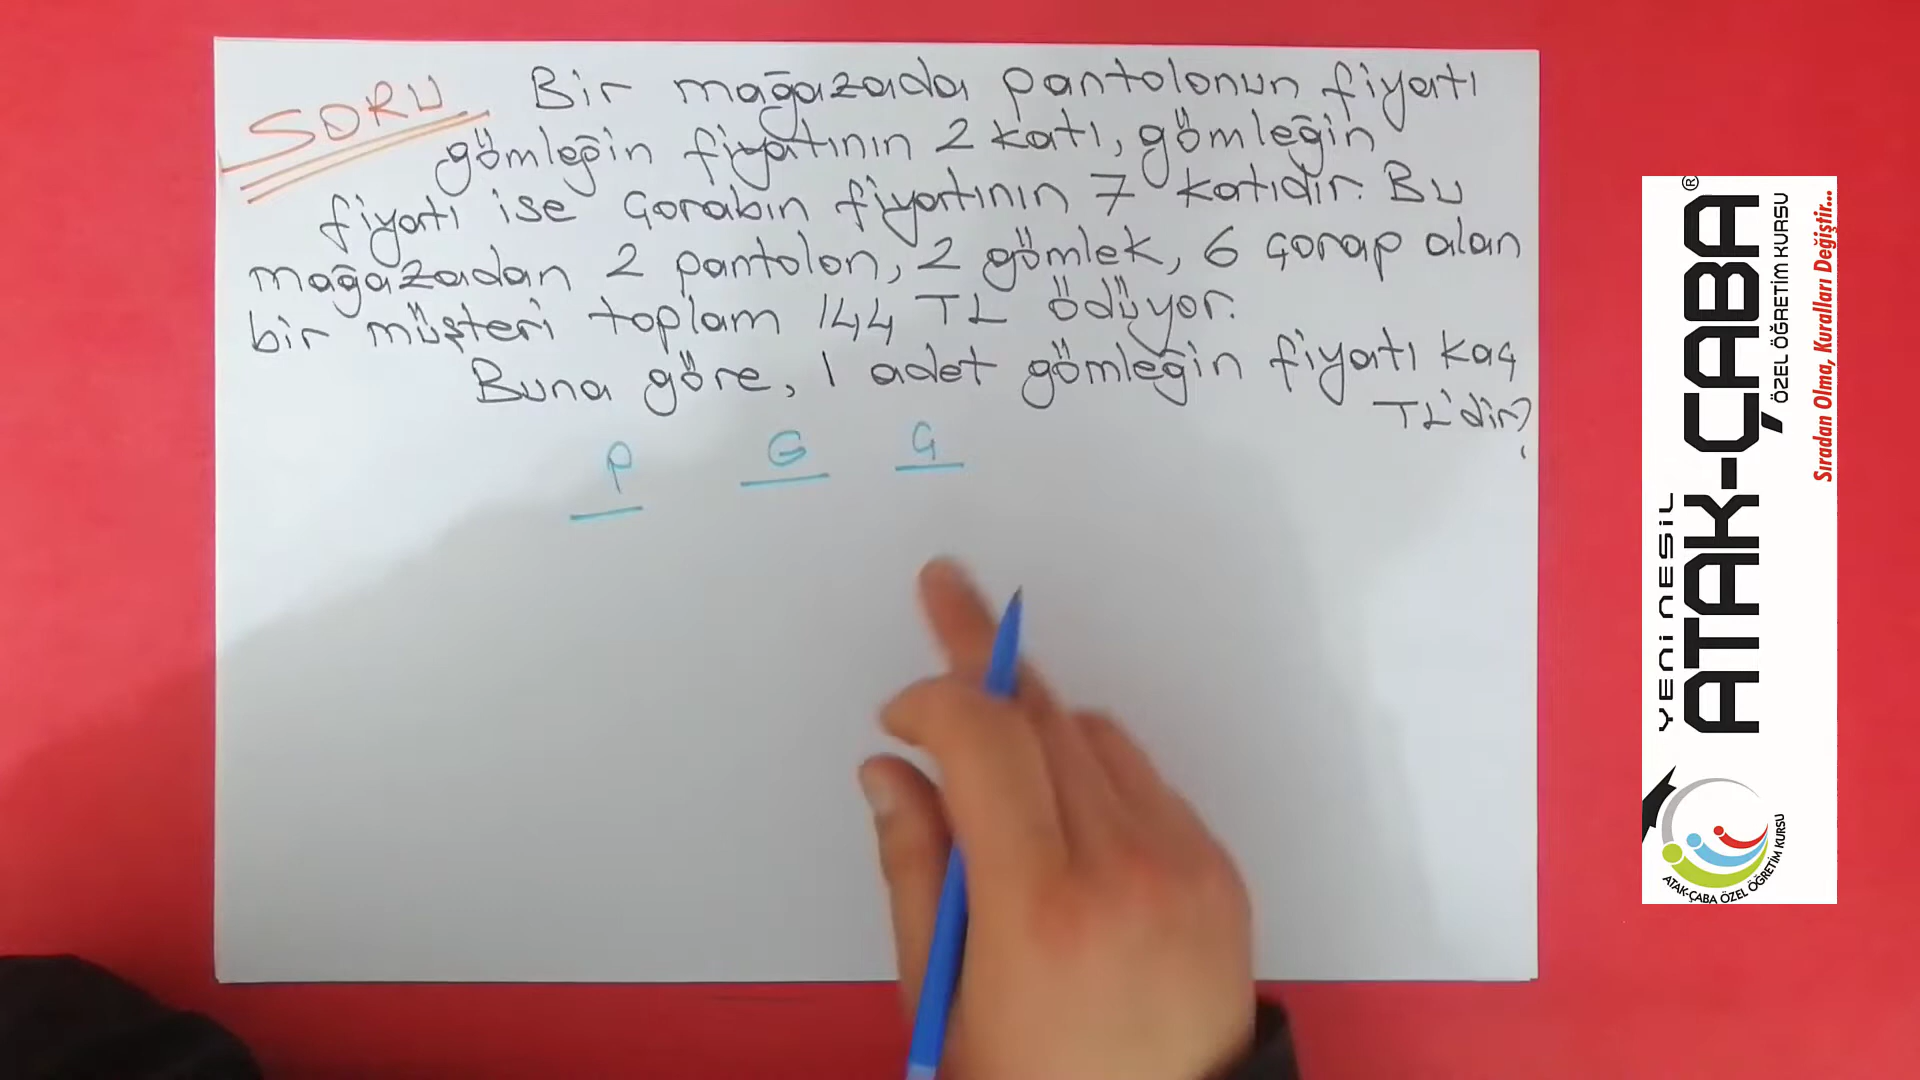 SORU Bir mağazada pantolonun fiyatı
gömleğin fiyatının 2 katı, gömleğin
fiyatı ise çorabın fiyatının 7 katıdır. Bu
mağazadan 2 pantolon, 2 gömlek, 6 çorap alan
bir müşteri toplam 144 TL ödüyor.
Buna göre, 1 adet gömleğin fiyatı kaç
TL'dir?
P G Ç
YENİ NESİL
ATAK-ÇABA®
ÖZEL ÖĞRETİM KURSU
Sıradan Olma, Kuralları Değiştir...
ATAK-ÇABA ÖZEL ÖĞRETİM KURSU